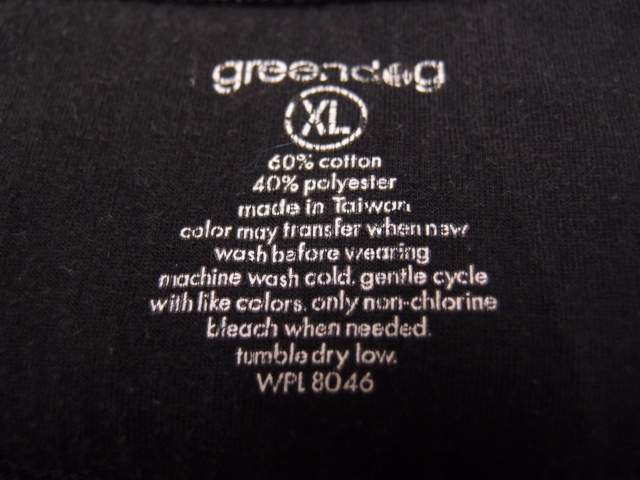 greendog
XL
60% cotton
40% polyester
made in Taiwan
color may transfer when new
wash before wearing
machine wash cold, gentle cycle
with like colors. only non-chlorine
bleach when needed.
tumble dry low.
WPL 8046